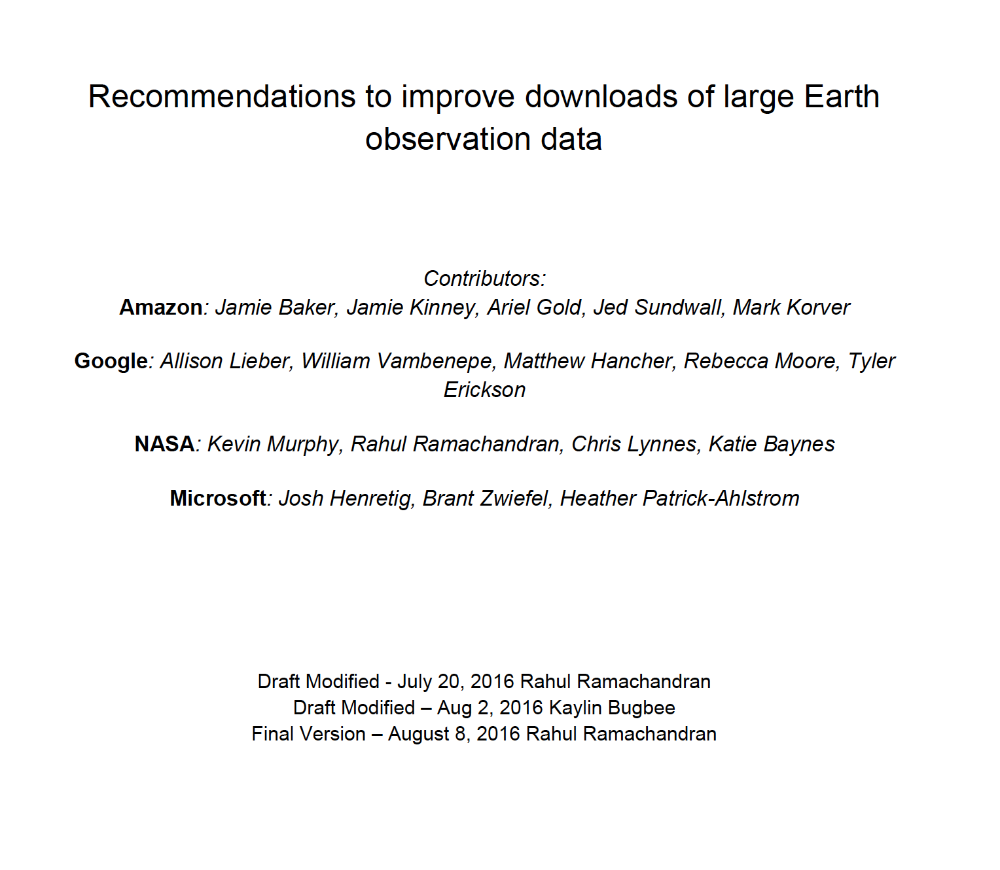 Recommendations to improve downloads of large Earth
observation data
Contributors:
Amazon: Jamie Baker, Jamie Kinney, Ariel Gold, Jed Sundwall, Mark Korver
Google: Allison Lieber, William Vambenepe, Matthew Hancher, Rebecca Moore, Tyler
Erickson
NASA: Kevin Murphy, Rahul Ramachandran, Chris Lynnes, Katie Baynes
Microsoft: Josh Henretig, Brant Zwiefel, Heather Patrick-Ahlstrom
Draft Modified - July 20, 2016 Rahul Ramachandran
Draft Modified – Aug 2, 2016 Kaylin Bugbee
Final Version – August 8, 2016 Rahul Ramachandran